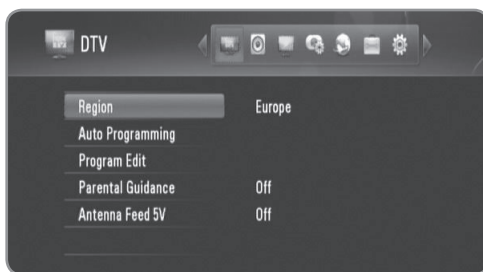 DTV
Region Europe
Auto Programming
Program Edit
Parental Guidance Off
Antenna Feed 5V Off